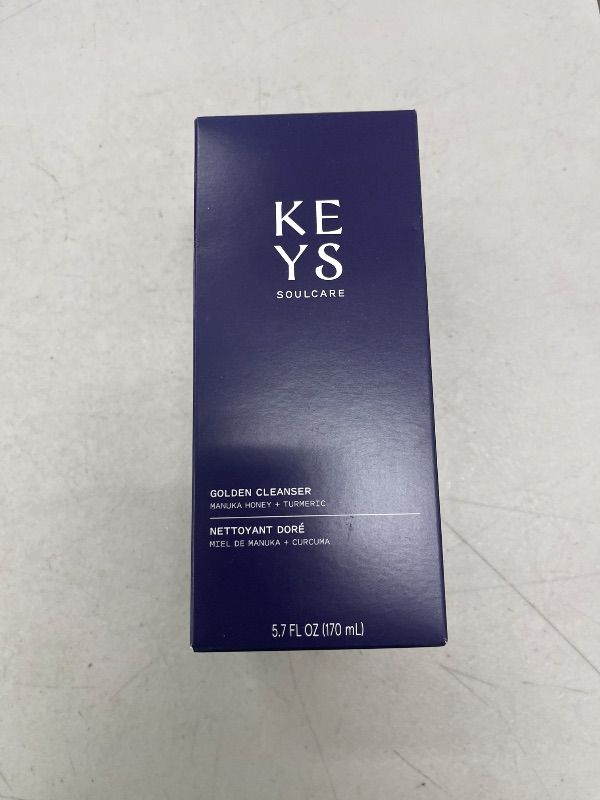 KE
YS
SOULCARE
GOLDEN CLEANSER
MANUKA HONEY + TURMERIC
NETTOYANT DORÉ
MIEL DE MANUKA + CURCUMA
5.7 FL OZ (170 mL)